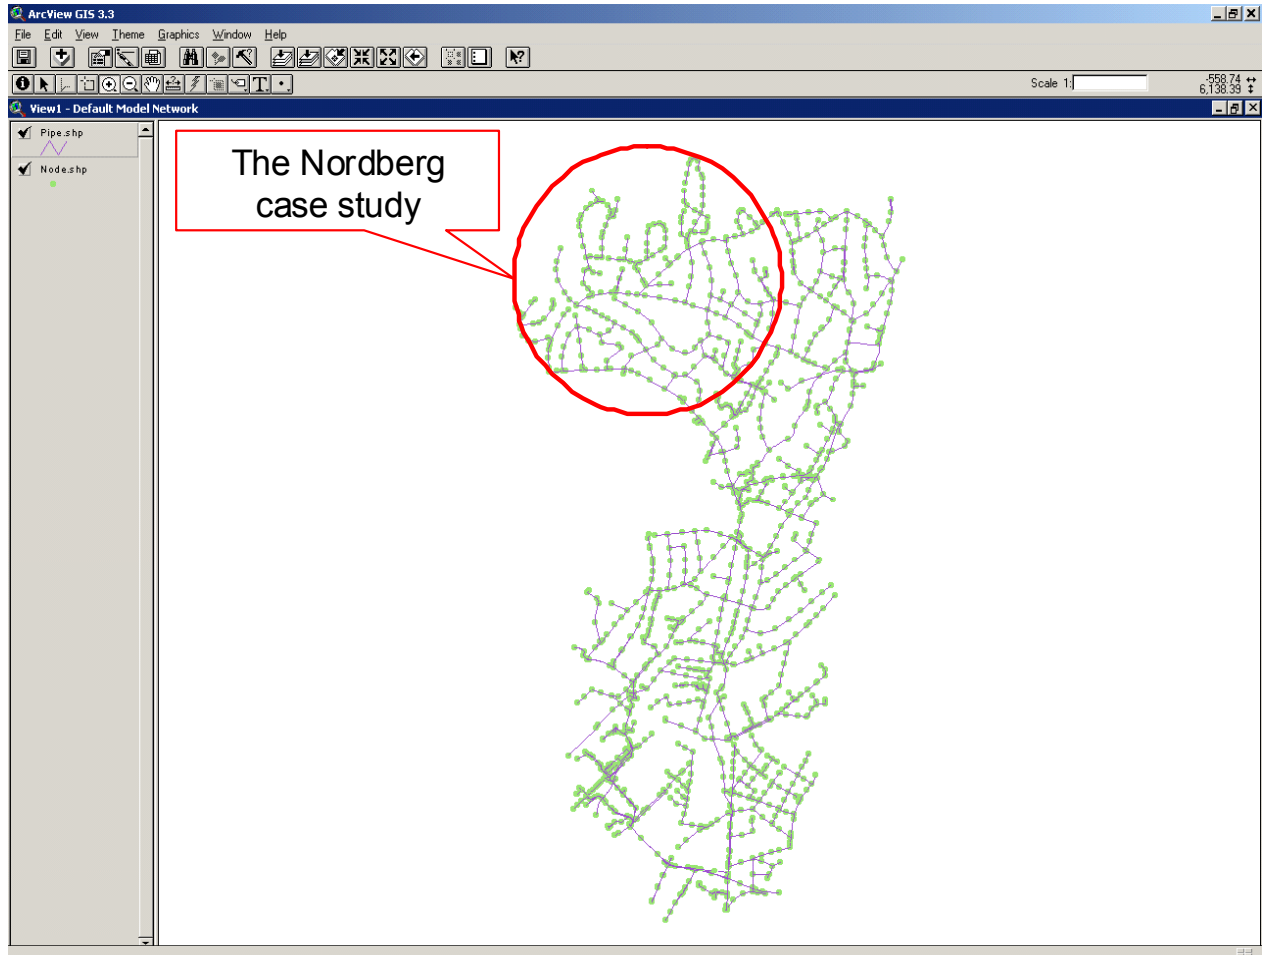 ArcView GIS 3.3
File Edit View Theme Graphics Window Help
Scale 1:
-558.74
6,138.39
View1 - Default Model Network
Pipe.shp
Node.shp
The Nordberg
case study